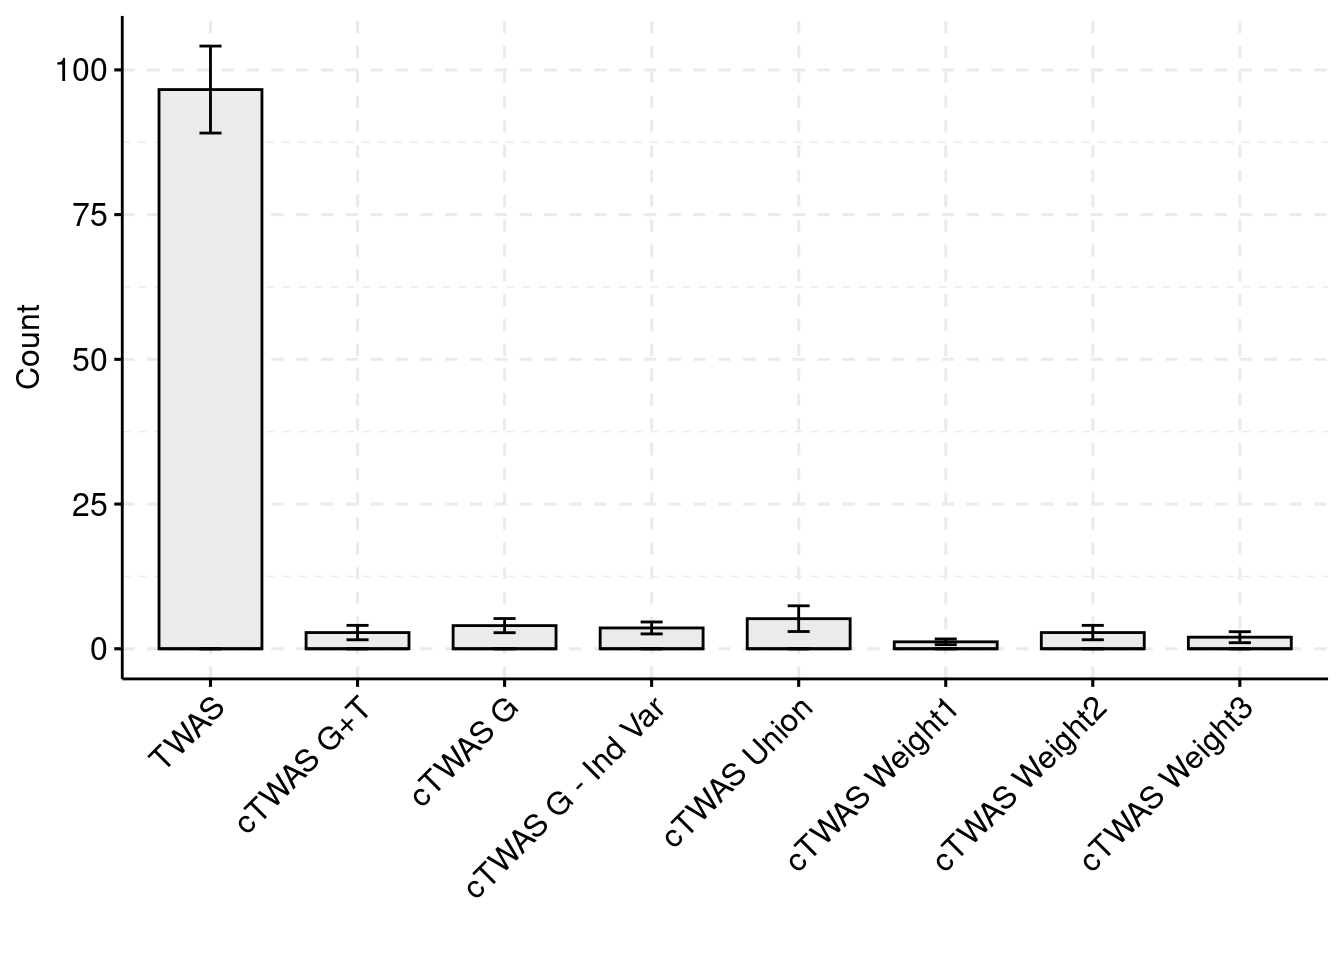 100
75
50
25
0
Count
TWAS
cTWAS G+T
cTWAS G
cTWAS G - Ind Var
cTWAS Union
cTWAS Weight1
cTWAS Weight2
cTWAS Weight3